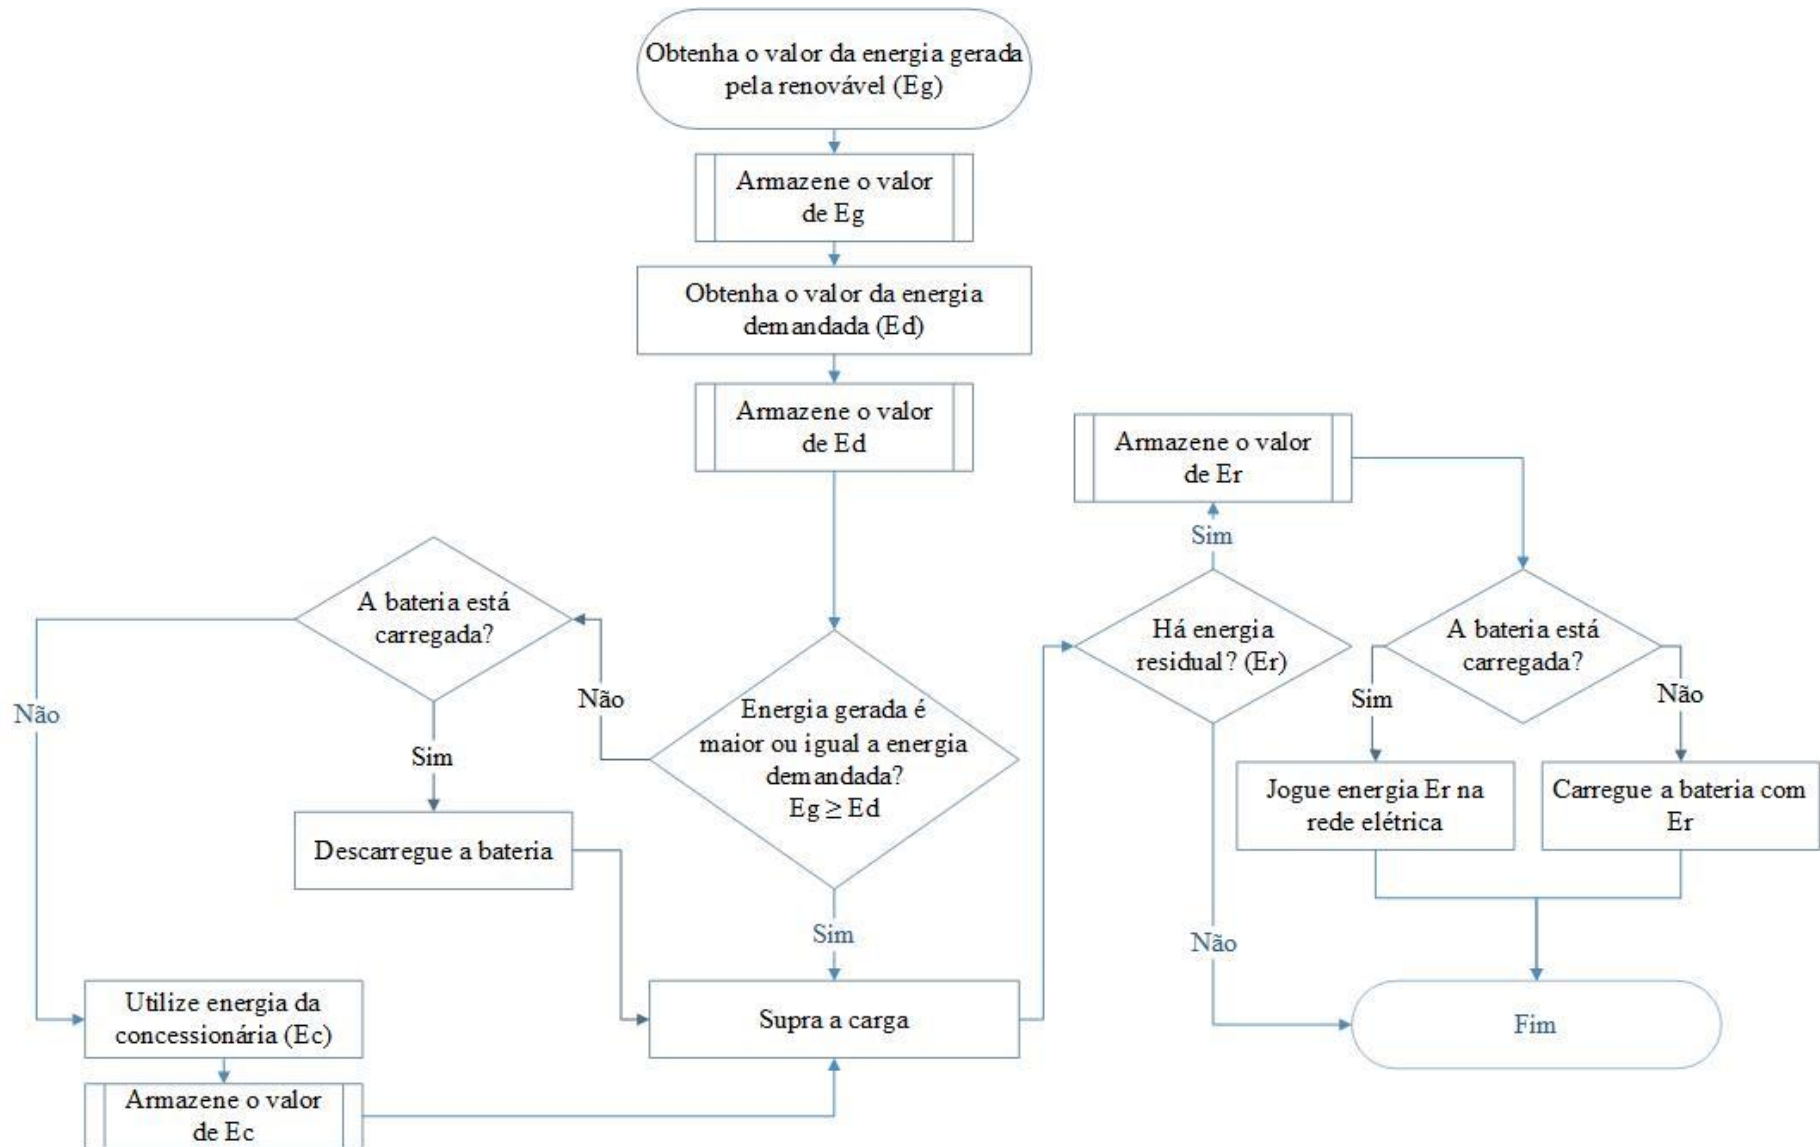 Obtenha o valor da energia gerada
pela renovável (Eg)
Armazene o valor
de Eg
Obtenha o valor da energia
demandada (Ed)
Armazene o valor
de Ed
Energia gerada é
maior ou igual a energia
demandada?
Eg ≥ Ed
Não
A bateria está
carregada?
Não
Sim
Descarregue a bateria
Utilize energia da
concessionária (Ec)
Armazene o valor
de Ec
Sim
Supra a carga
Há energia
residual? (Er)
Sim
Armazene o valor
de Er
A bateria está
carregada?
Sim
Não
Jogue energia Er na
rede elétrica
Carregue a bateria com
Er
Não
Fim